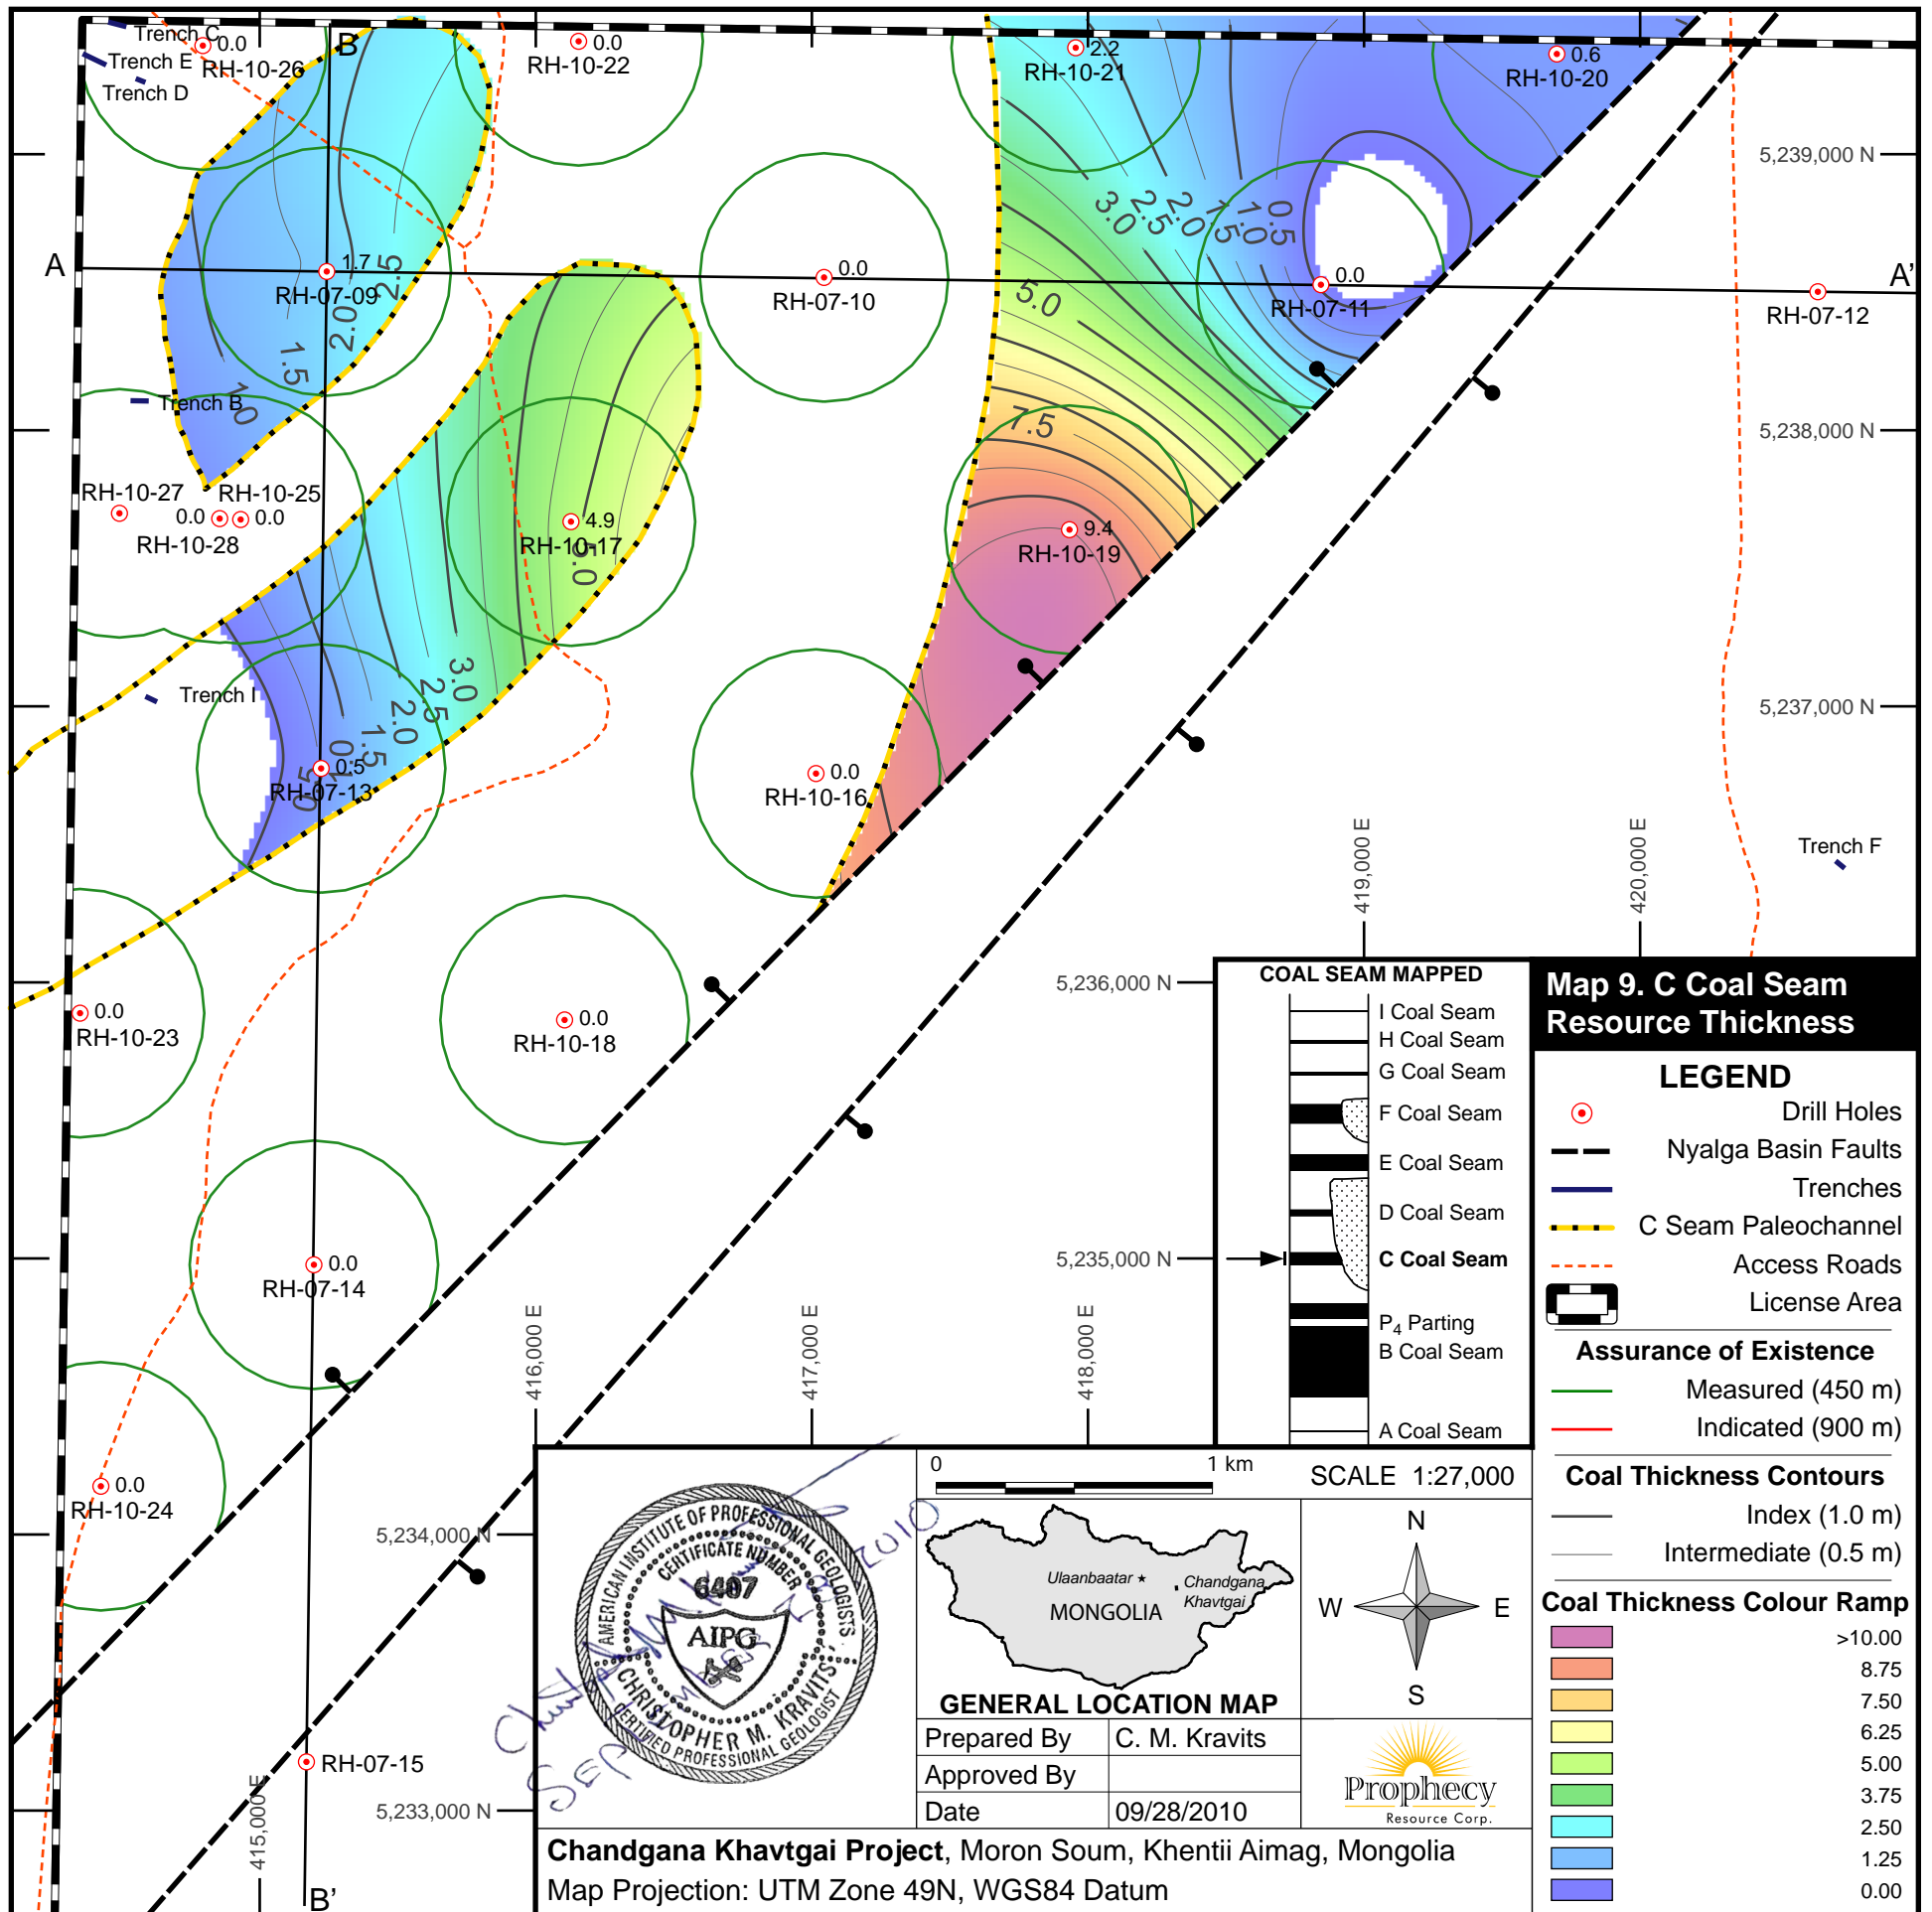 Trench C
0.0
RH-10-26
Trench E
Trench D
B
0.0
RH-10-22
2.2
RH-10-21
0.6
RH-10-20
5,239,000 N
3.0
2.5
2.0
1.5
1.0
0.5
A
1.7
RH-07-09
2.5
2.0
1.5
1.0
0.0
RH-07-10
5.0
0.0
RH-07-11
A'
RH-07-12
Trench B
7.5
5,238,000 N
RH-10-27
RH-10-25
0.0
0.0
RH-10-28
4.9
RH-10-17
5.0
9.4
RH-10-19
Trench I
3.0
2.5
2.0
1.5
1.0
0.5
0.5
RH-07-13
5,237,000 N
0.0
RH-10-16
419,000 E
420,000 E
Trench F
0.0
RH-10-23
0.0
RH-10-18
5,236,000 N
0.0
RH-07-14
5,235,000 N
416,000 E
417,000 E
418,000 E
0.0
RH-10-24
5,234,000 N
RH-07-15
415,000 E
5,233,000 N
B'
COAL SEAM MAPPED
I Coal Seam
H Coal Seam
G Coal Seam
F Coal Seam
E Coal Seam
D Coal Seam
C Coal Seam
P4 Parting
B Coal Seam
A Coal Seam
Map 9. C Coal Seam
Resource Thickness
LEGEND
Drill Holes
Nyalga Basin Faults
Trenches
C Seam Paleochannel
Access Roads
License Area
Assurance of Existence
Measured (450 m)
Indicated (900 m)
Coal Thickness Contours
Index (1.0 m)
Intermediate (0.5 m)
Coal Thickness Colour Ramp
>10.00
8.75
7.50
6.25
5.00
3.75
2.50
1.25
0.00
0 1 km
SCALE 1:27,000
AMERICAN INSTITUTE OF PROFESSIONAL GEOLOGISTS
CERTIFICATE NUMBER
6407
AIPG
CHRISTOPHER M. KRAVITS
CERTIFIED PROFESSIONAL GEOLOGIST
2010
Ulaanbaatar
Chandgana
Khavtgai
MONGOLIA
GENERAL LOCATION MAP
N
W
E
S
Prepared By C. M. Kravits
Approved By
Date 09/28/2010
Prophecy
Resource Corp.
Chandgana Khavtgai Project, Moron Soum, Khentii Aimag, Mongolia
Map Projection: UTM Zone 49N, WGS84 Datum